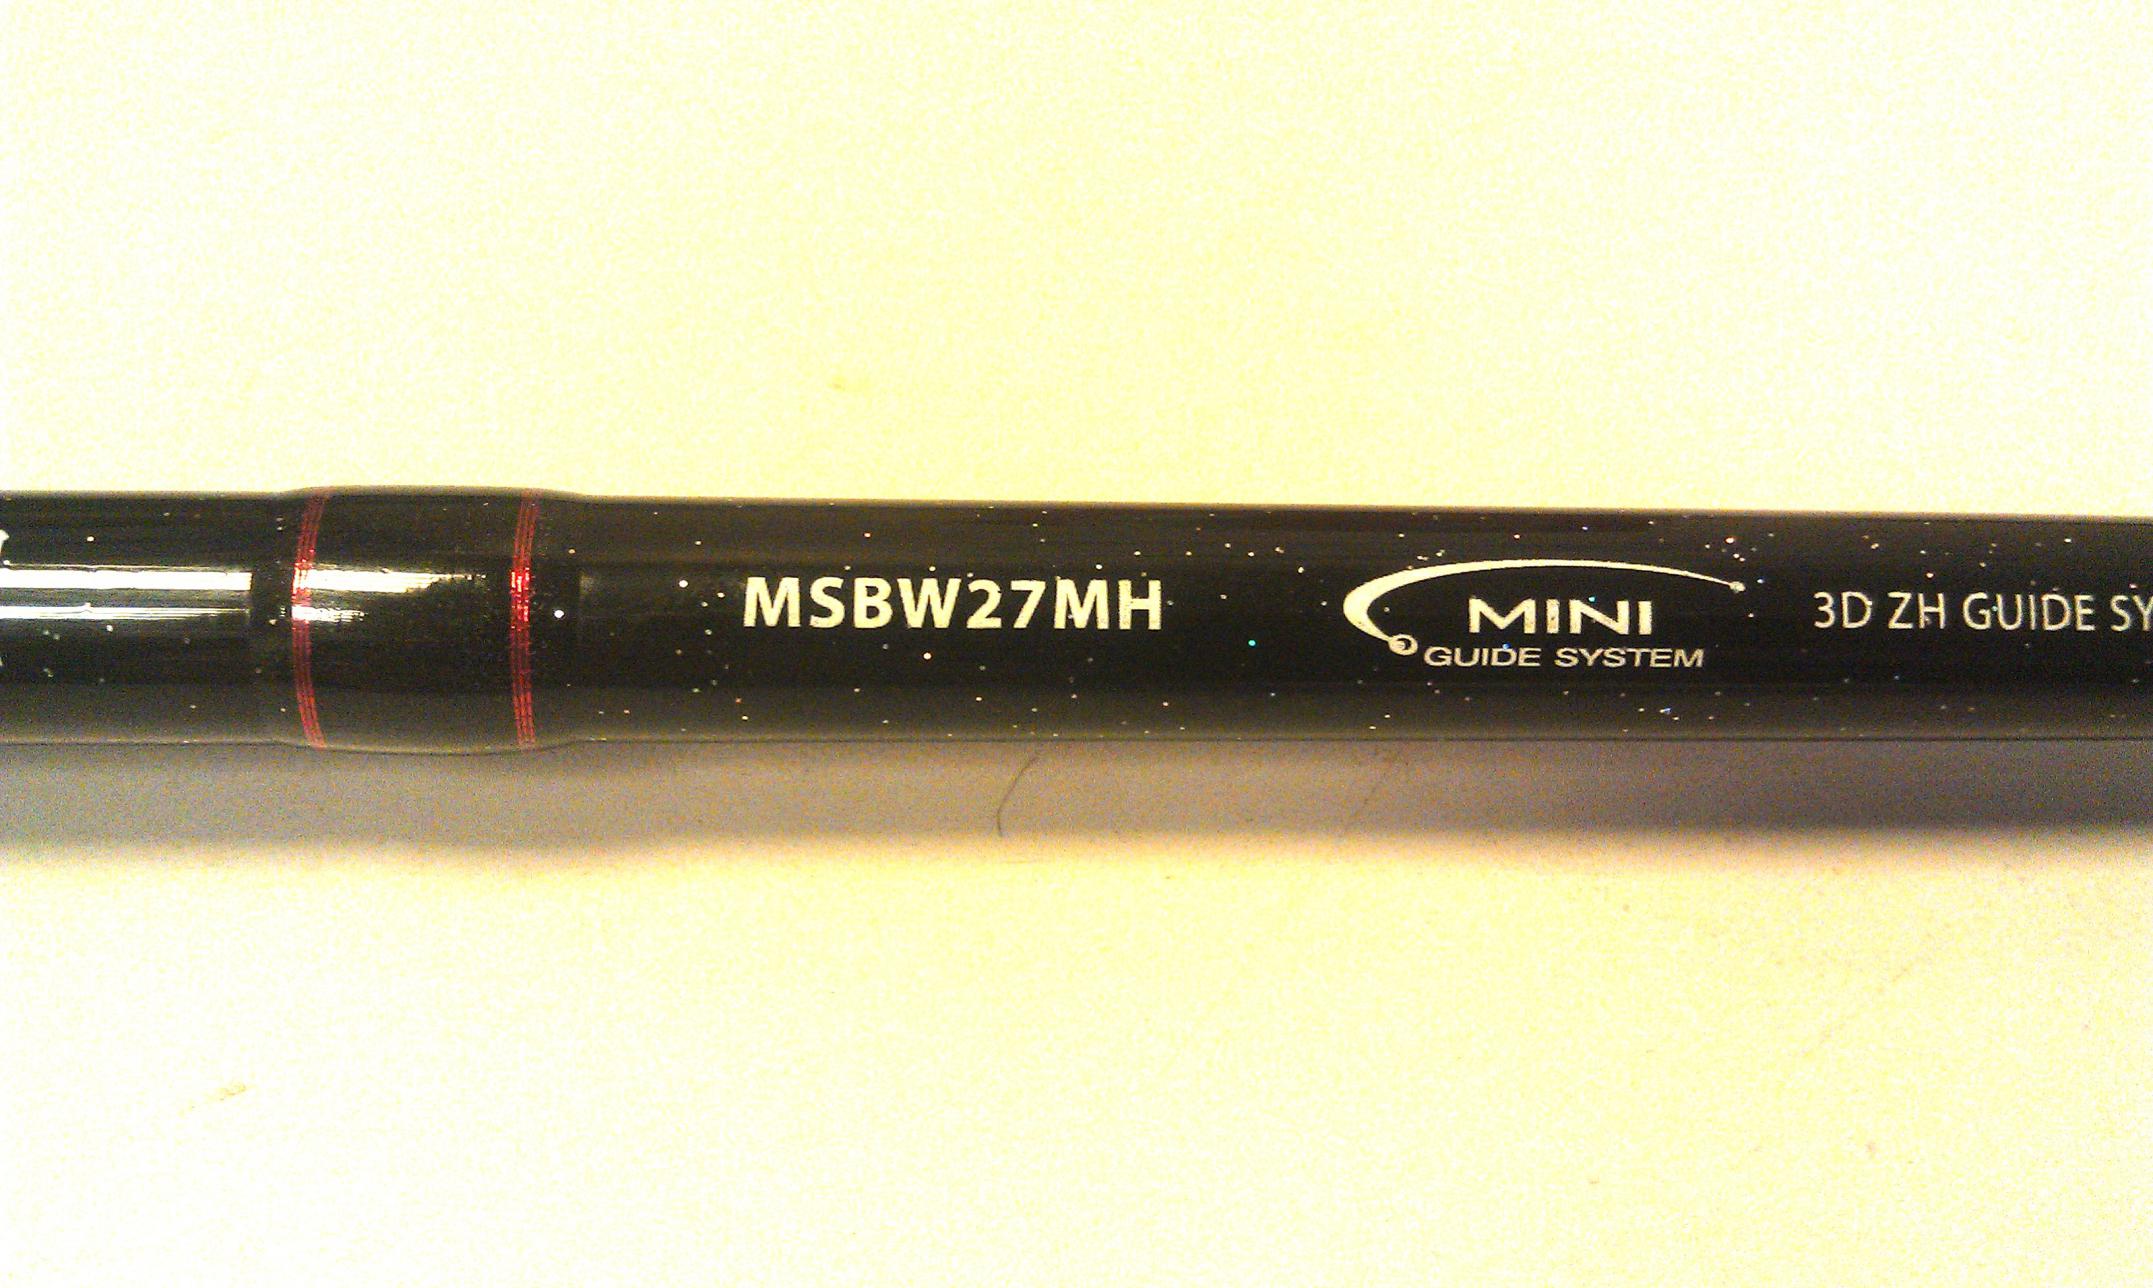 MSBW27MH
MINI
GUIDE SYSTEM
3D ZH GUIDE SY